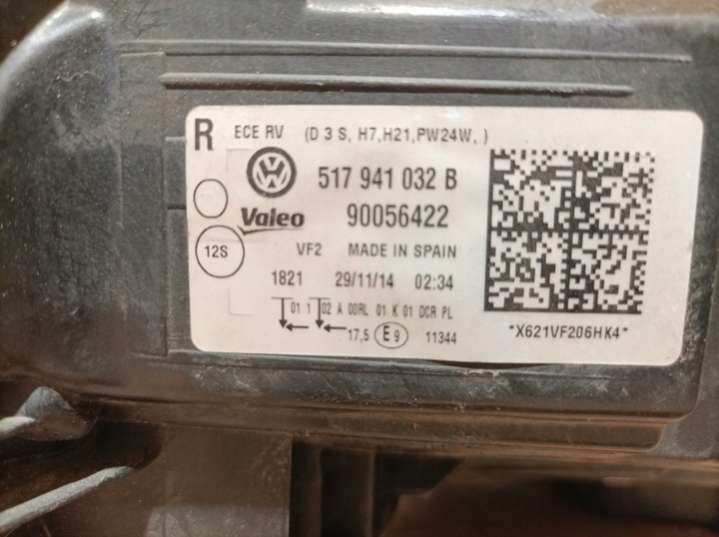 R ECE RV (D 3 S, H7,H21,PW24W, )
517 941 032 B
Valeo 90056422
12S VF2 MADE IN SPAIN
1821 29/11/14 02:34
01 1 02 A 00RL 01 K 01 DCR PL
17,5 E9 11344
"X621VF206HK4"